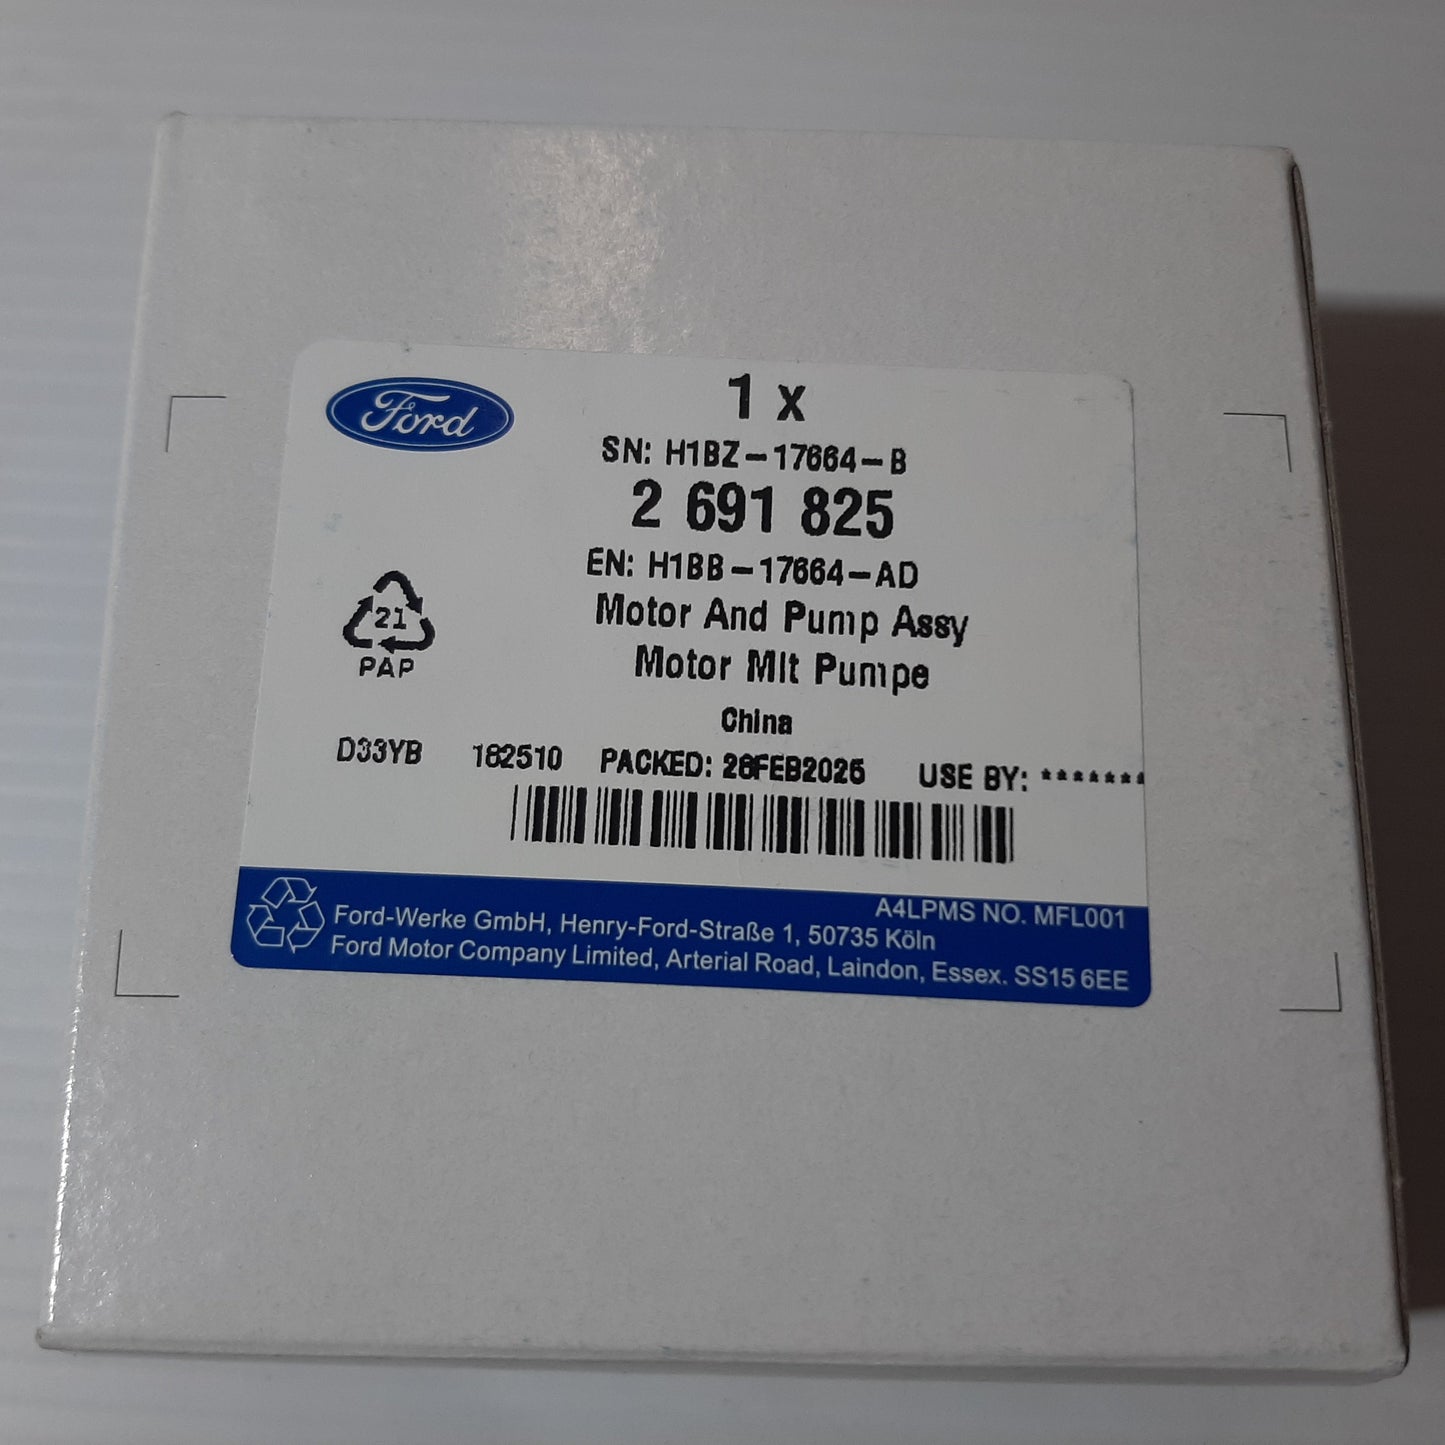 Ford
1 x
SN: H1BZ-17664-B
2 691 825
EN: H1BB-17664-AD
Motor And Pump Assy
Motor Mit Pumpe
China
21
PAP
D33YB 182510 PACKED: 26FEB2025 USE BY: *******
A4LPMS NO. MFL001
Ford-Werke GmbH, Henry-Ford-Straße 1, 50735 Köln
Ford Motor Company Limited, Arterial Road, Laindon, Essex. SS15 6EE